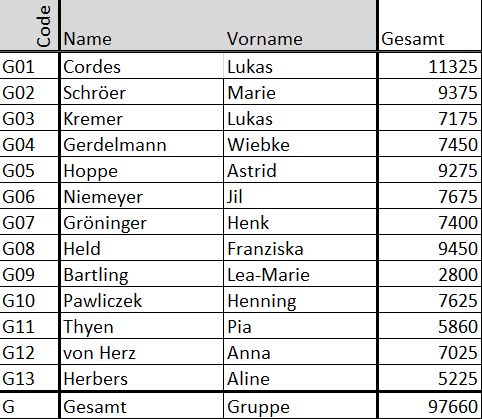 Code Name Vorname Gesamt
G01 Cordes Lukas 11325
G02 Schröer Marie 9375
G03 Kremer Lukas 7175
G04 Gerdelmann Wiebke 7450
G05 Hoppe Astrid 9275
G06 Niemeyer Jil 7675
G07 Gröninger Henk 7400
G08 Held Franziska 9450
G09 Bartling Lea-Marie 2800
G10 Pawliczek Henning 7625
G11 Thyen Pia 5860
G12 von Herz Anna 7025
G13 Herbers Aline 5225
G Gesamt Gruppe 97660